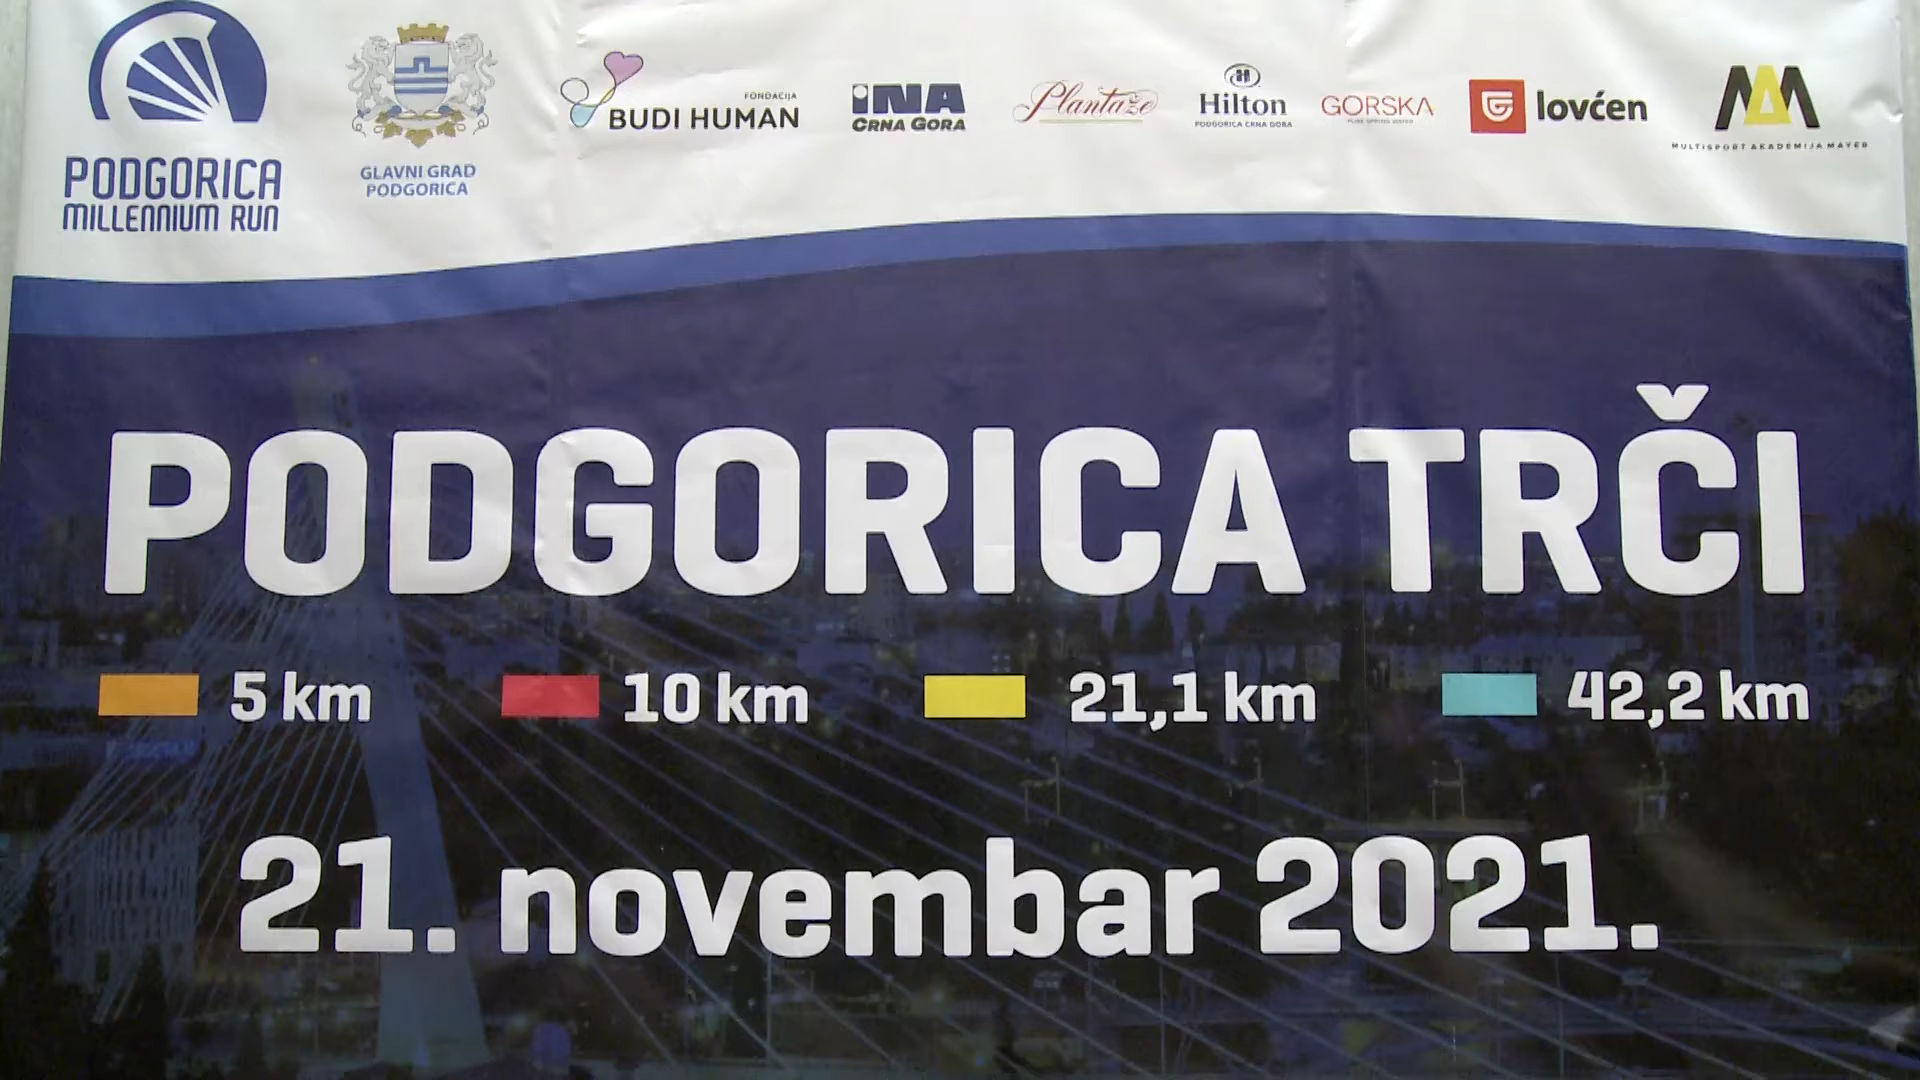 PODGORICA
MILLENNIUM RUN
GLAVNI GRAD
PODGORICA
FONDACIJA
BUDI HUMAN
INA
CRNA GORA
Plantaže
Hilton
PODGORICA CRNA GORA
GORSKA
lovćen
MULTISPORT AKADEMIJA MAYER
PODGORICA TRČI
5 km
10 km
21,1 km
42,2 km
21. novembar 2021.